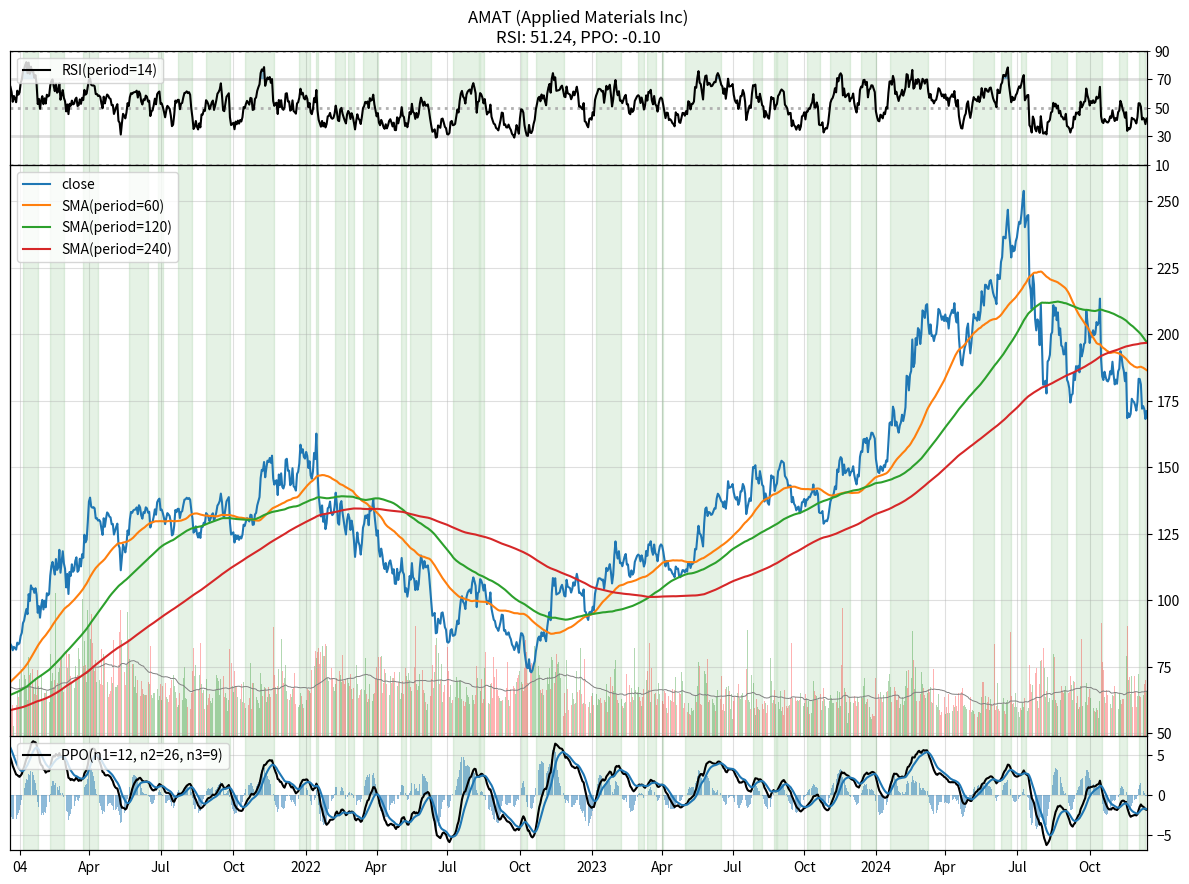 AMAT (Applied Materials Inc)
RSI: 51.24, PPO: -0.10
RSI(period=14)
90
70
50
30
10
close
SMA(period=60)
SMA(period=120)
SMA(period=240)
250
225
200
175
150
125
100
75
50
PPO(n1=12, n2=26, n3=9)
5
0
−5
04 Apr Jul Oct 2022 Apr Jul Oct 2023 Apr Jul Oct 2024 Apr Jul Oct